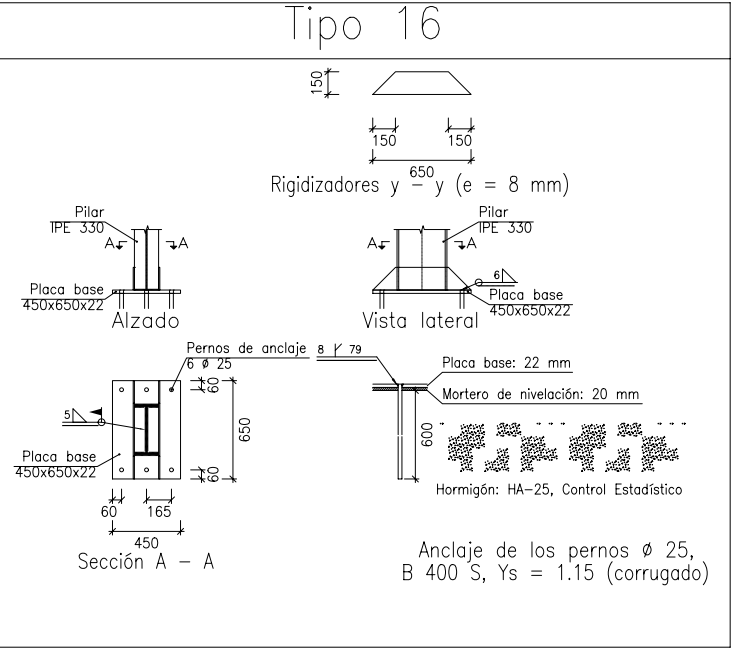 Tipo 16
150
150 150
650
Rigidizadores y - y (e = 8 mm)
Pilar
IPE 330
A A
Placa base
450x650x22
Alzado
Pilar
IPE 330
A A
6
Placa base
450x650x22
Vista lateral
Pernos de anclaje
6 ø 25
60
650
60
5
Placa base
450x650x22
60 165
450
Sección A - A
8 79
Placa base: 22 mm
Mortero de nivelación: 20 mm
600
Hormigón: HA-25, Control Estadístico
Anclaje de los pernos ø 25,
B 400 S, Ys = 1.15 (corrugado)